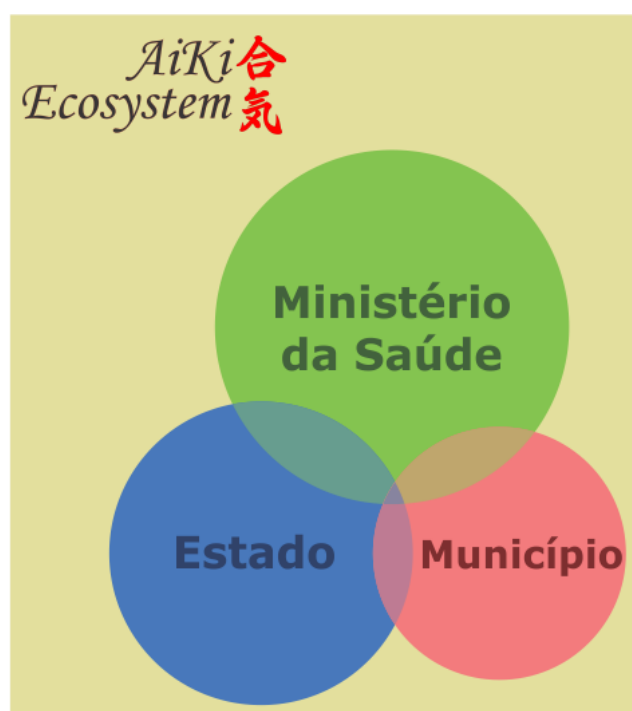 AiKi合
Ecosystem気
Ministério
da Saúde
Estado
Município